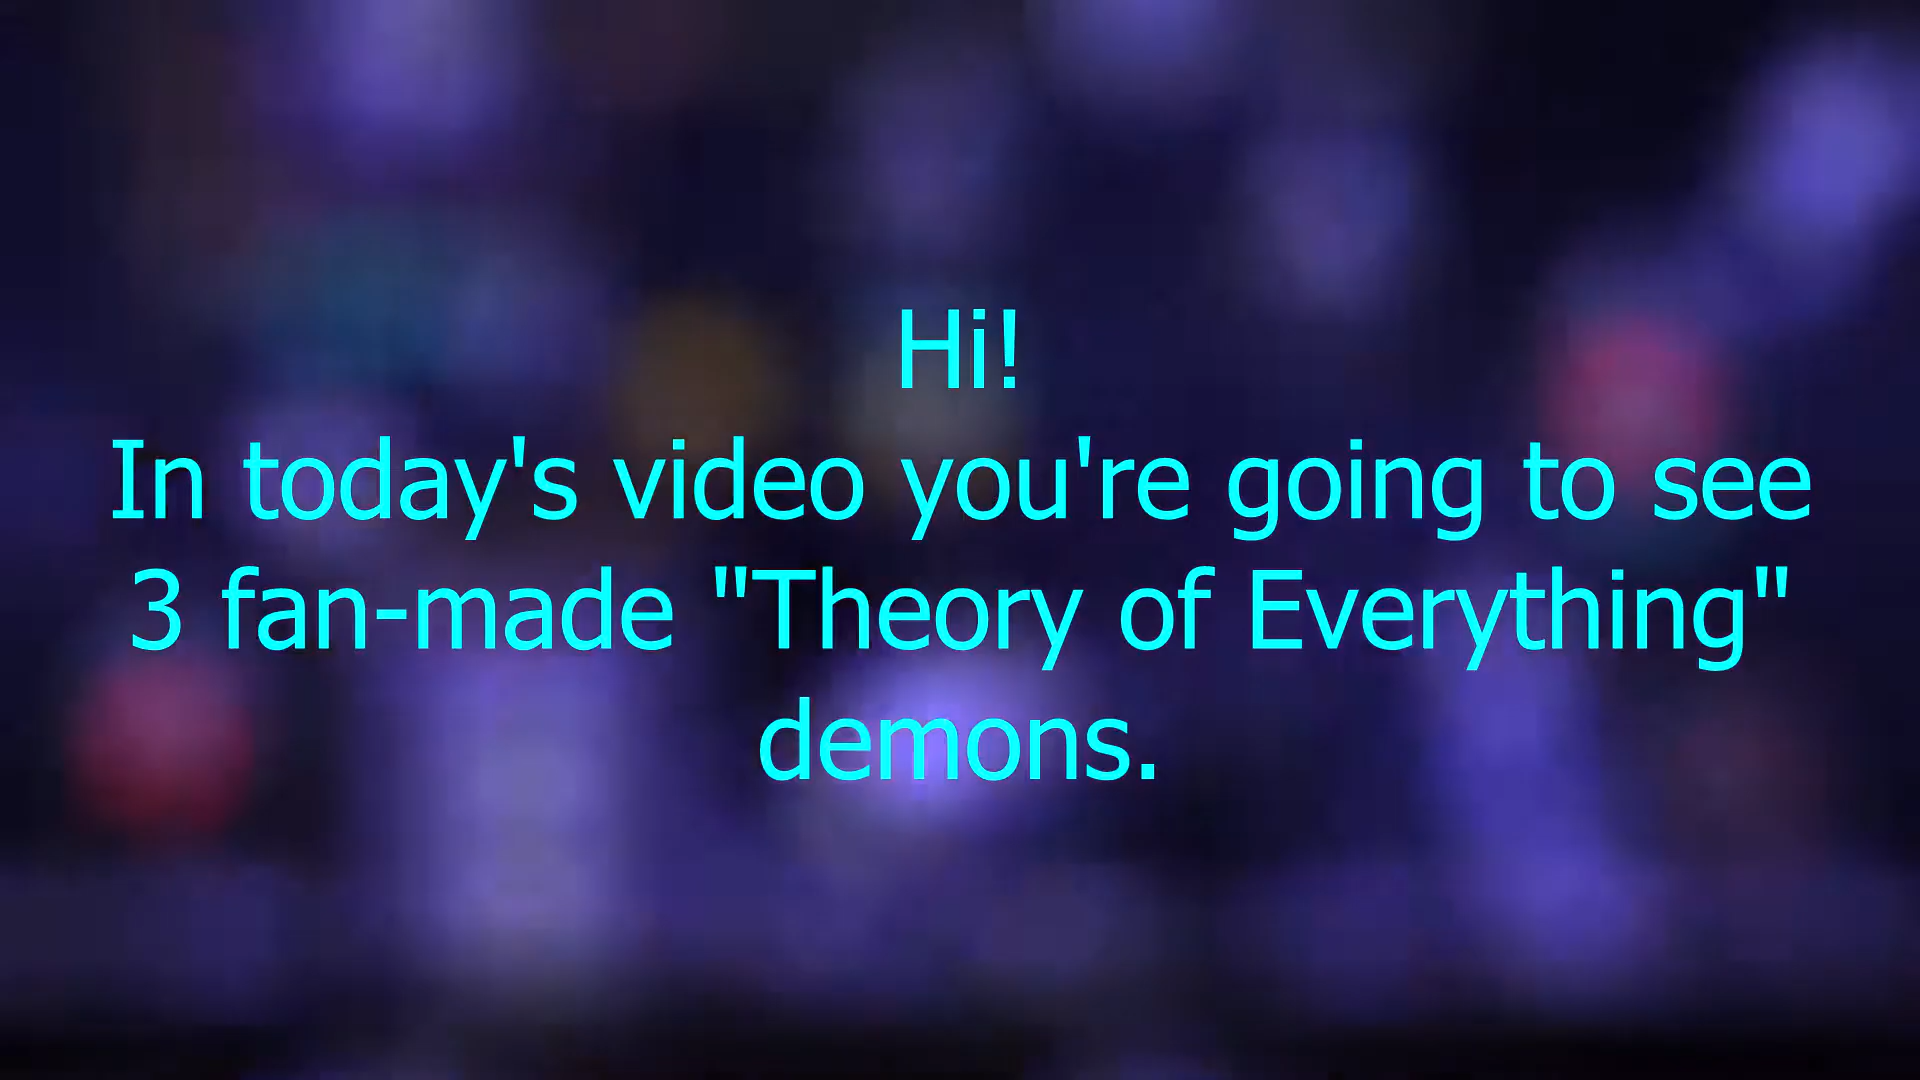 Hi!
In today's video you're going to see
3 fan-made "Theory of Everything"
demons.